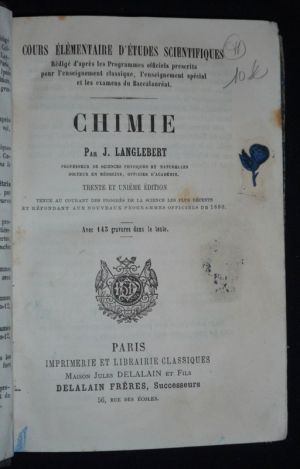 COURS ÉLÉMENTAIRE D'ÉTUDES SCIENTIFIQUES
Rédigé d'après les Programmes officiels prescrits
pour l'enseignement classique, l'enseignement spécial
et les examens du Baccalauréat.
11
10 €
CHIMIE
PAR J. LANGLEBERT
PROFESSEUR DE SCIENCES PHYSIQUES ET NATURELLES
DOCTEUR EN MÉDECINE, OFFICIER D'ACADÉMIE.
TRENTE ET UNIÈME ÉDITION
TENUE AU COURANT DES PROGRÈS DE LA SCIENCE LES PLUS RÉCENTS
ET RÉPONDANT AUX NOUVEAUX PROGRAMMES OFFICIELS DE
Avec 145 gravures dans le texte.
PARIS
IMPRIMERIE ET LIBRAIRIE CLASSIQUES
MAISON JULES DELALAIN ET FILS
DELALAIN FRÈRES, Successeurs
56, RUE DES ÉCOLES.